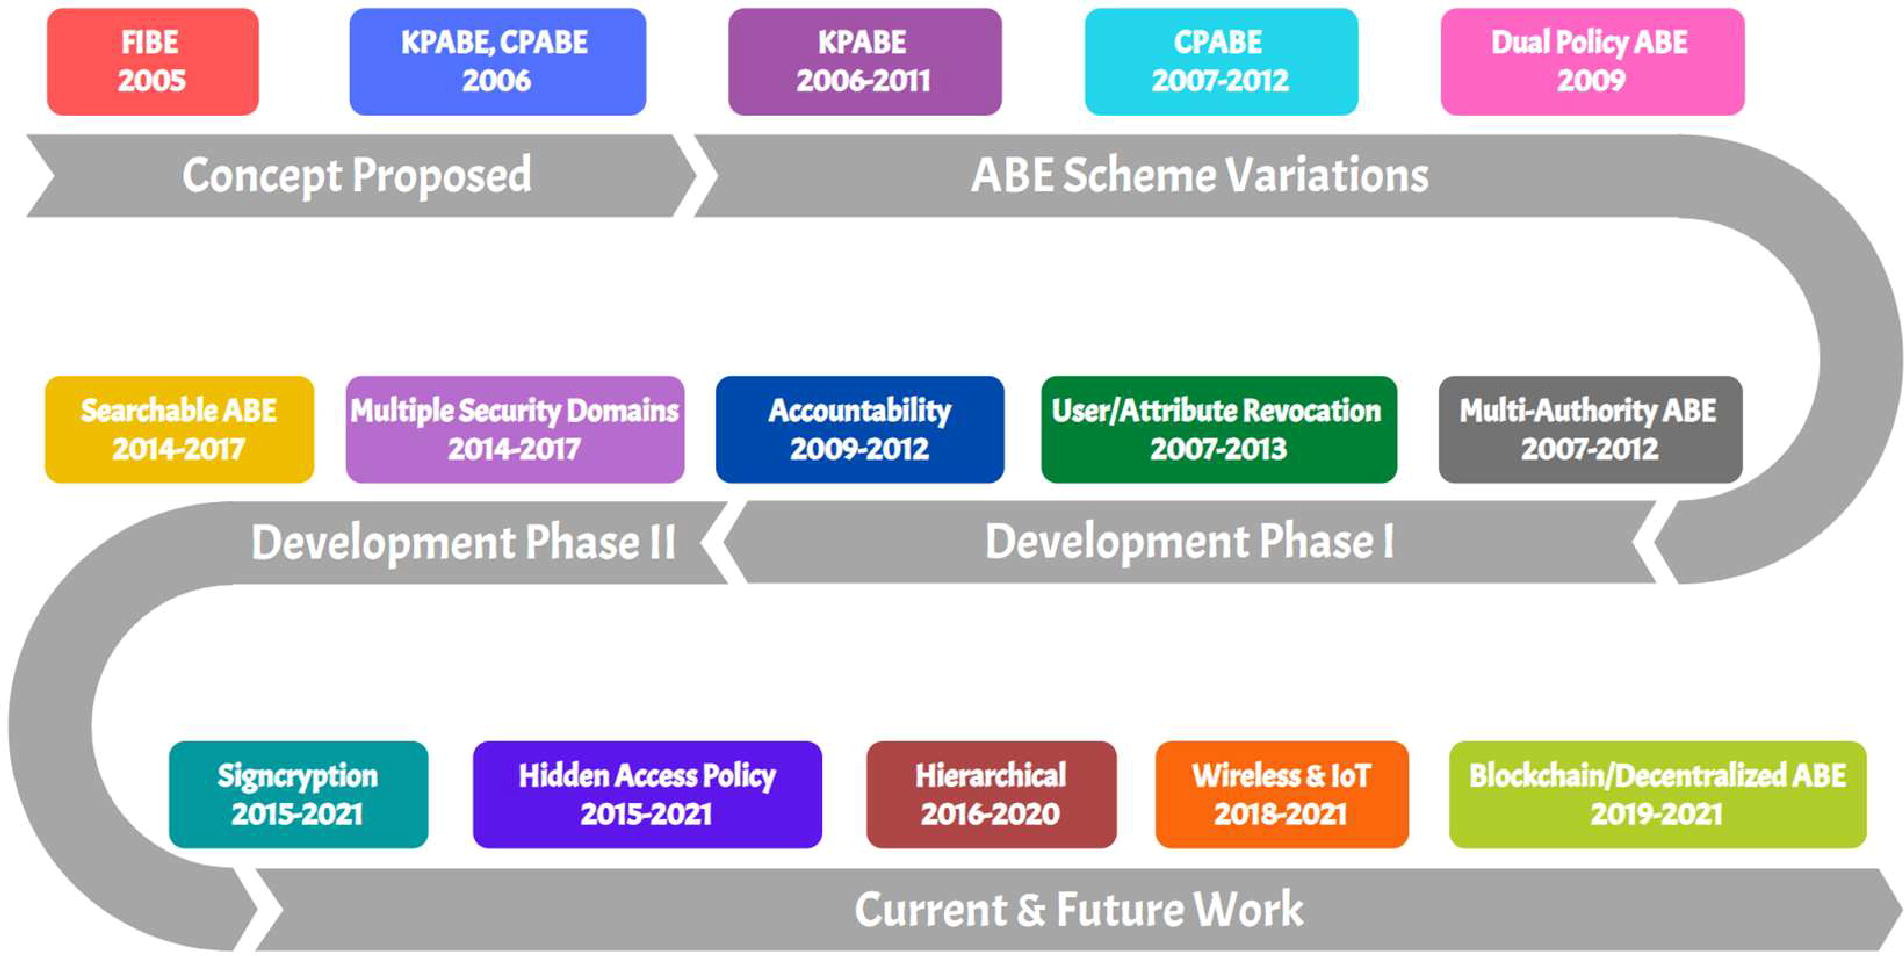 FIBE
2005
KPABE, CPABE
2006
KPABE
2006-2011
CPABE
2007-2012
Dual Policy ABE
2009
Concept Proposed
ABE Scheme Variations
Searchable ABE
2014-2017
Multiple Security Domains
2014-2017
Accountability
2009-2012
User/Attribute Revocation
2007-2013
Multi-Authority ABE
2007-2012
Development Phase II
Development Phase I
Signcryption
2015-2021
Hidden Access Policy
2015-2021
Hierarchical
2016-2020
Wireless & IoT
2018-2021
Blockchain/Decentralized ABE
2019-2021
Current & Future Work